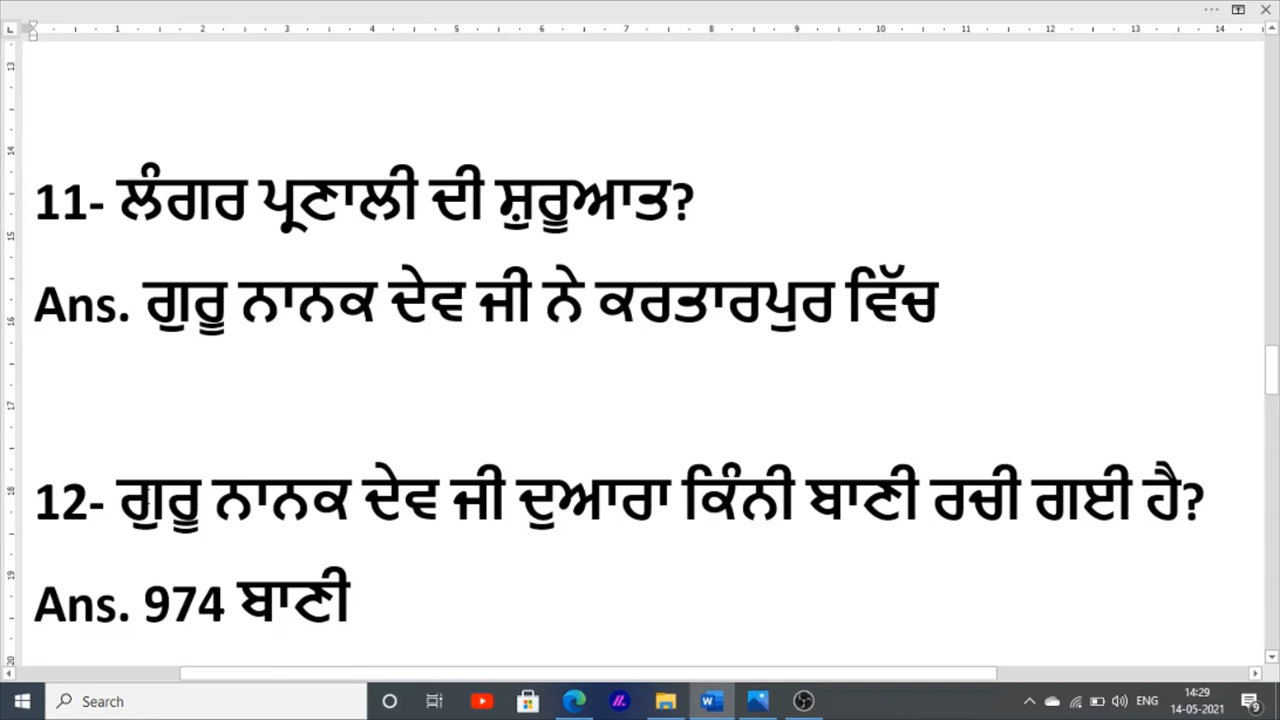 11- ਲੰਗਰ ਪ੍ਰਣਾਲੀ ਦੀ ਸ਼ੁਰੂਆਤ?
Ans. ਗੁਰੂ ਨਾਨਕ ਦੇਵ ਜੀ ਨੇ ਕਰਤਾਰਪੁਰ ਵਿੱਚ
12- ਗੁਰੂ ਨਾਨਕ ਦੇਵ ਜੀ ਦੁਆਰਾ ਕਿੰਨੀ ਬਾਣੀ ਰਚੀ ਗਈ ਹੈ?
Ans. 974 ਬਾਣੀ
Search
ENG
14:29
14-05-2021
9